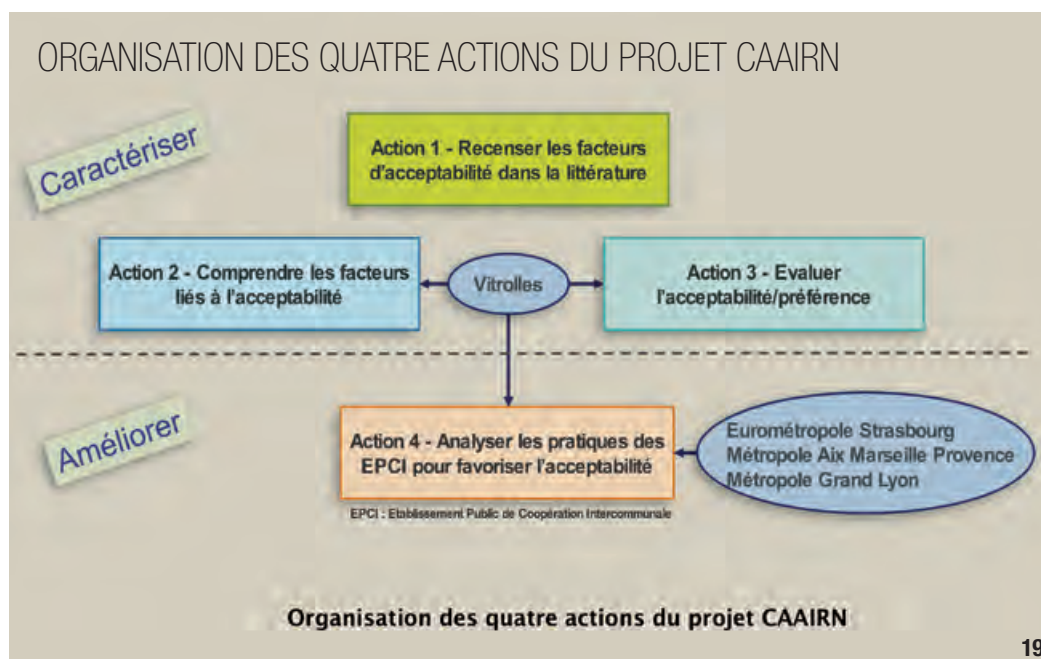 ORGANISATION DES QUATRE ACTIONS DU PROJET CAAIRN
Caractériser
Action 1 - Recenser les facteurs
d'acceptabilité dans la littérature
Action 2 - Comprendre les facteurs
liés à l'acceptabilité
Vitrolles
Action 3 - Evaluer
l'acceptabilité/préférence
Améliorer
Action 4 - Analyser les pratiques des
EPCI pour favoriser l'acceptabilité
EPCI : Etablissement Public de Coopération Intercommunale
Eurométropole Strasbourg
Métropole Aix Marseille Provence
Métropole Grand Lyon
Organisation des quatre actions du projet CAAIRN
19